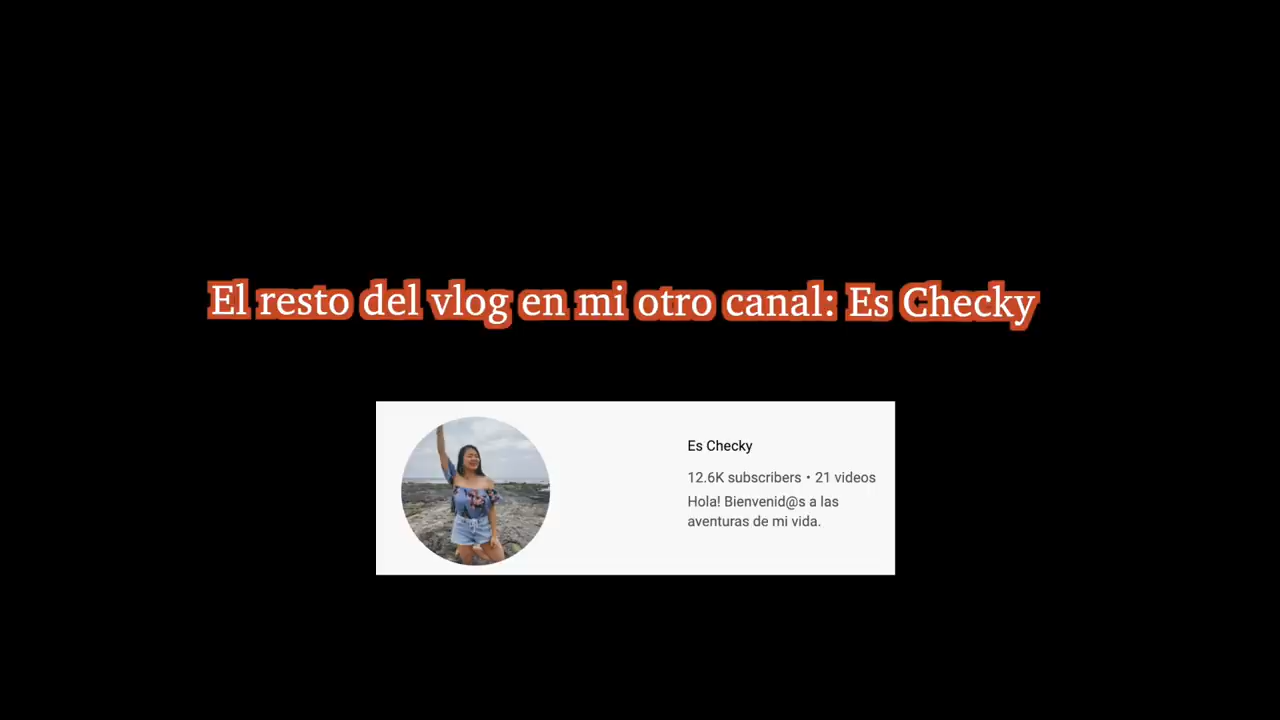 El resto del vlog en mi otro canal: Es Checky
Es Checky
12.6K subscribers • 21 videos
Hola! Bienvenid@s a las
aventuras de mi vida.